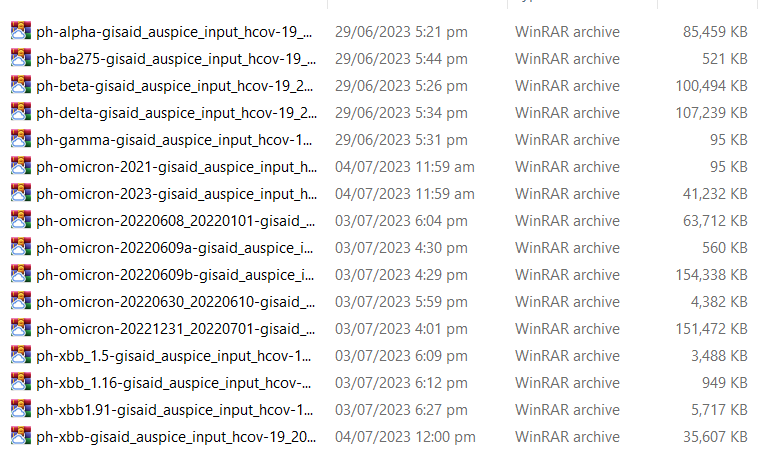 ph-alpha-gisaid_auspice_input_hcov-19_... 29/06/2023 5:21 pm WinRAR archive 85,459 KB
ph-ba275-gisaid_auspice_input_hcov-19_... 29/06/2023 5:44 pm WinRAR archive 521 KB
ph-beta-gisaid_auspice_input_hcov-19_2... 29/06/2023 5:26 pm WinRAR archive 100,494 KB
ph-delta-gisaid_auspice_input_hcov-19_2... 29/06/2023 5:34 pm WinRAR archive 107,239 KB
ph-gamma-gisaid_auspice_input_hcov-1... 29/06/2023 5:31 pm WinRAR archive 95 KB
ph-omicron-2021-gisaid_auspice_input_h... 04/07/2023 11:59 am WinRAR archive 95 KB
ph-omicron-2023-gisaid_auspice_input_h... 04/07/2023 11:59 am WinRAR archive 41,232 KB
ph-omicron-20220608_20220101-gisaid_... 03/07/2023 6:04 pm WinRAR archive 63,712 KB
ph-omicron-20220609a-gisaid_auspice_i... 03/07/2023 4:30 pm WinRAR archive 560 KB
ph-omicron-20220609b-gisaid_auspice_i... 03/07/2023 4:29 pm WinRAR archive 154,338 KB
ph-omicron-20220630_20220610-gisaid_... 03/07/2023 5:59 pm WinRAR archive 4,382 KB
ph-omicron-20221231_20220701-gisaid_... 03/07/2023 4:01 pm WinRAR archive 151,472 KB
ph-xbb_1.5-gisaid_auspice_input_hcov-1... 03/07/2023 6:09 pm WinRAR archive 3,488 KB
ph-xbb_1.16-gisaid_auspice_input_hcov-... 03/07/2023 6:12 pm WinRAR archive 949 KB
ph-xbb1.91-gisaid_auspice_input_hcov-1... 03/07/2023 6:27 pm WinRAR archive 5,717 KB
ph-xbb-gisaid_auspice_input_hcov-19_20... 04/07/2023 12:00 pm WinRAR archive 35,607 KB